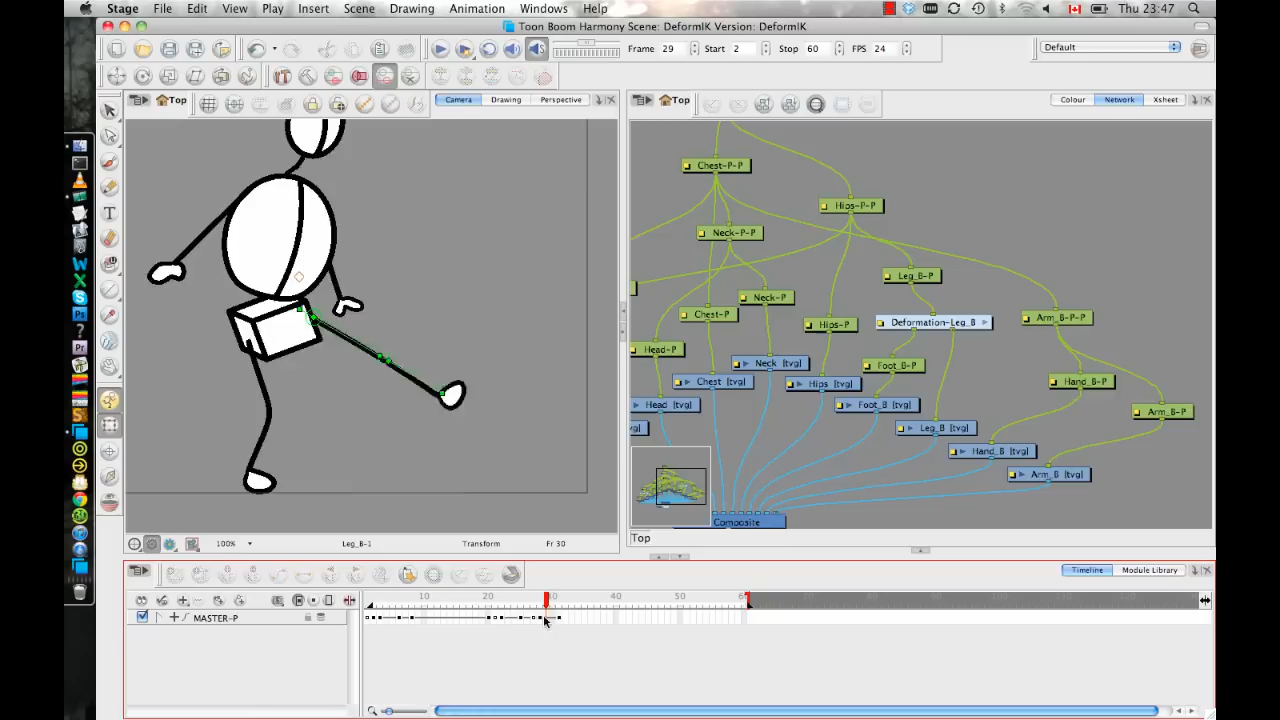 Stage File Edit View Play Insert Scene Drawing Animation Windows Help Thu 23:47
Toon Boom Harmony Scene: DeformIK Version: DeformIK
Frame 29 Start 2 Stop 60 FPS 24 Default
Top Camera Drawing Perspective
Top Colour Network Xsheet
Chest-P-P
Hips-P-P
Neck-P-P
Leg_B-P
Neck-P
Chest-P
Hips-P
Deformation-Leg_B
Arm_B-P-P
Head-P
Neck [tvg]
Foot_B-P
Chest [tvg]
Hips [tvg]
Hand_B-P
Head [tvg]
Foot_B [tvg]
Arm_B-P
Leg_B [tvg]
Hand_B [tvg]
Arm_B [tvg]
Composite
Top
100% Leg_B-1 Transform Fr 30
Timeline Module Library
10 20 30 40 50 60
MASTER-P